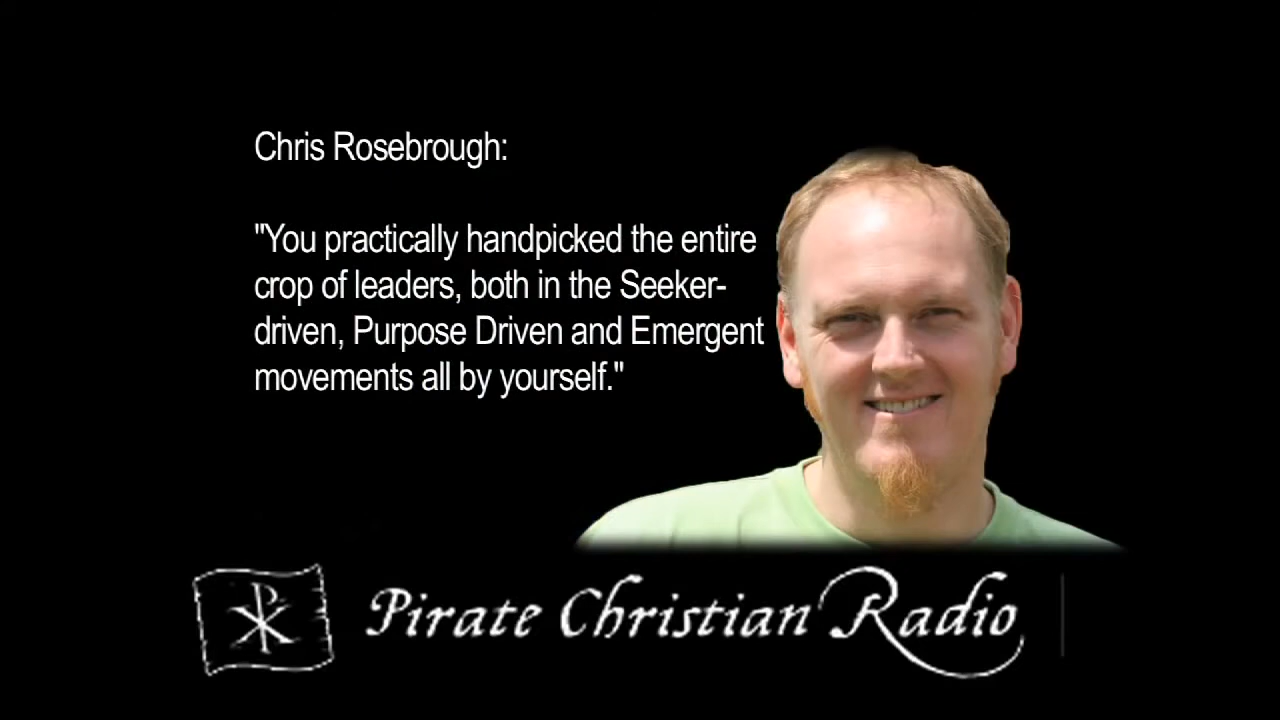 Chris Rosebrough:
"You practically handpicked the entire
crop of leaders, both in the Seeker-
driven, Purpose Driven and Emergent
movements all by yourself."
Pirate Christian Radio